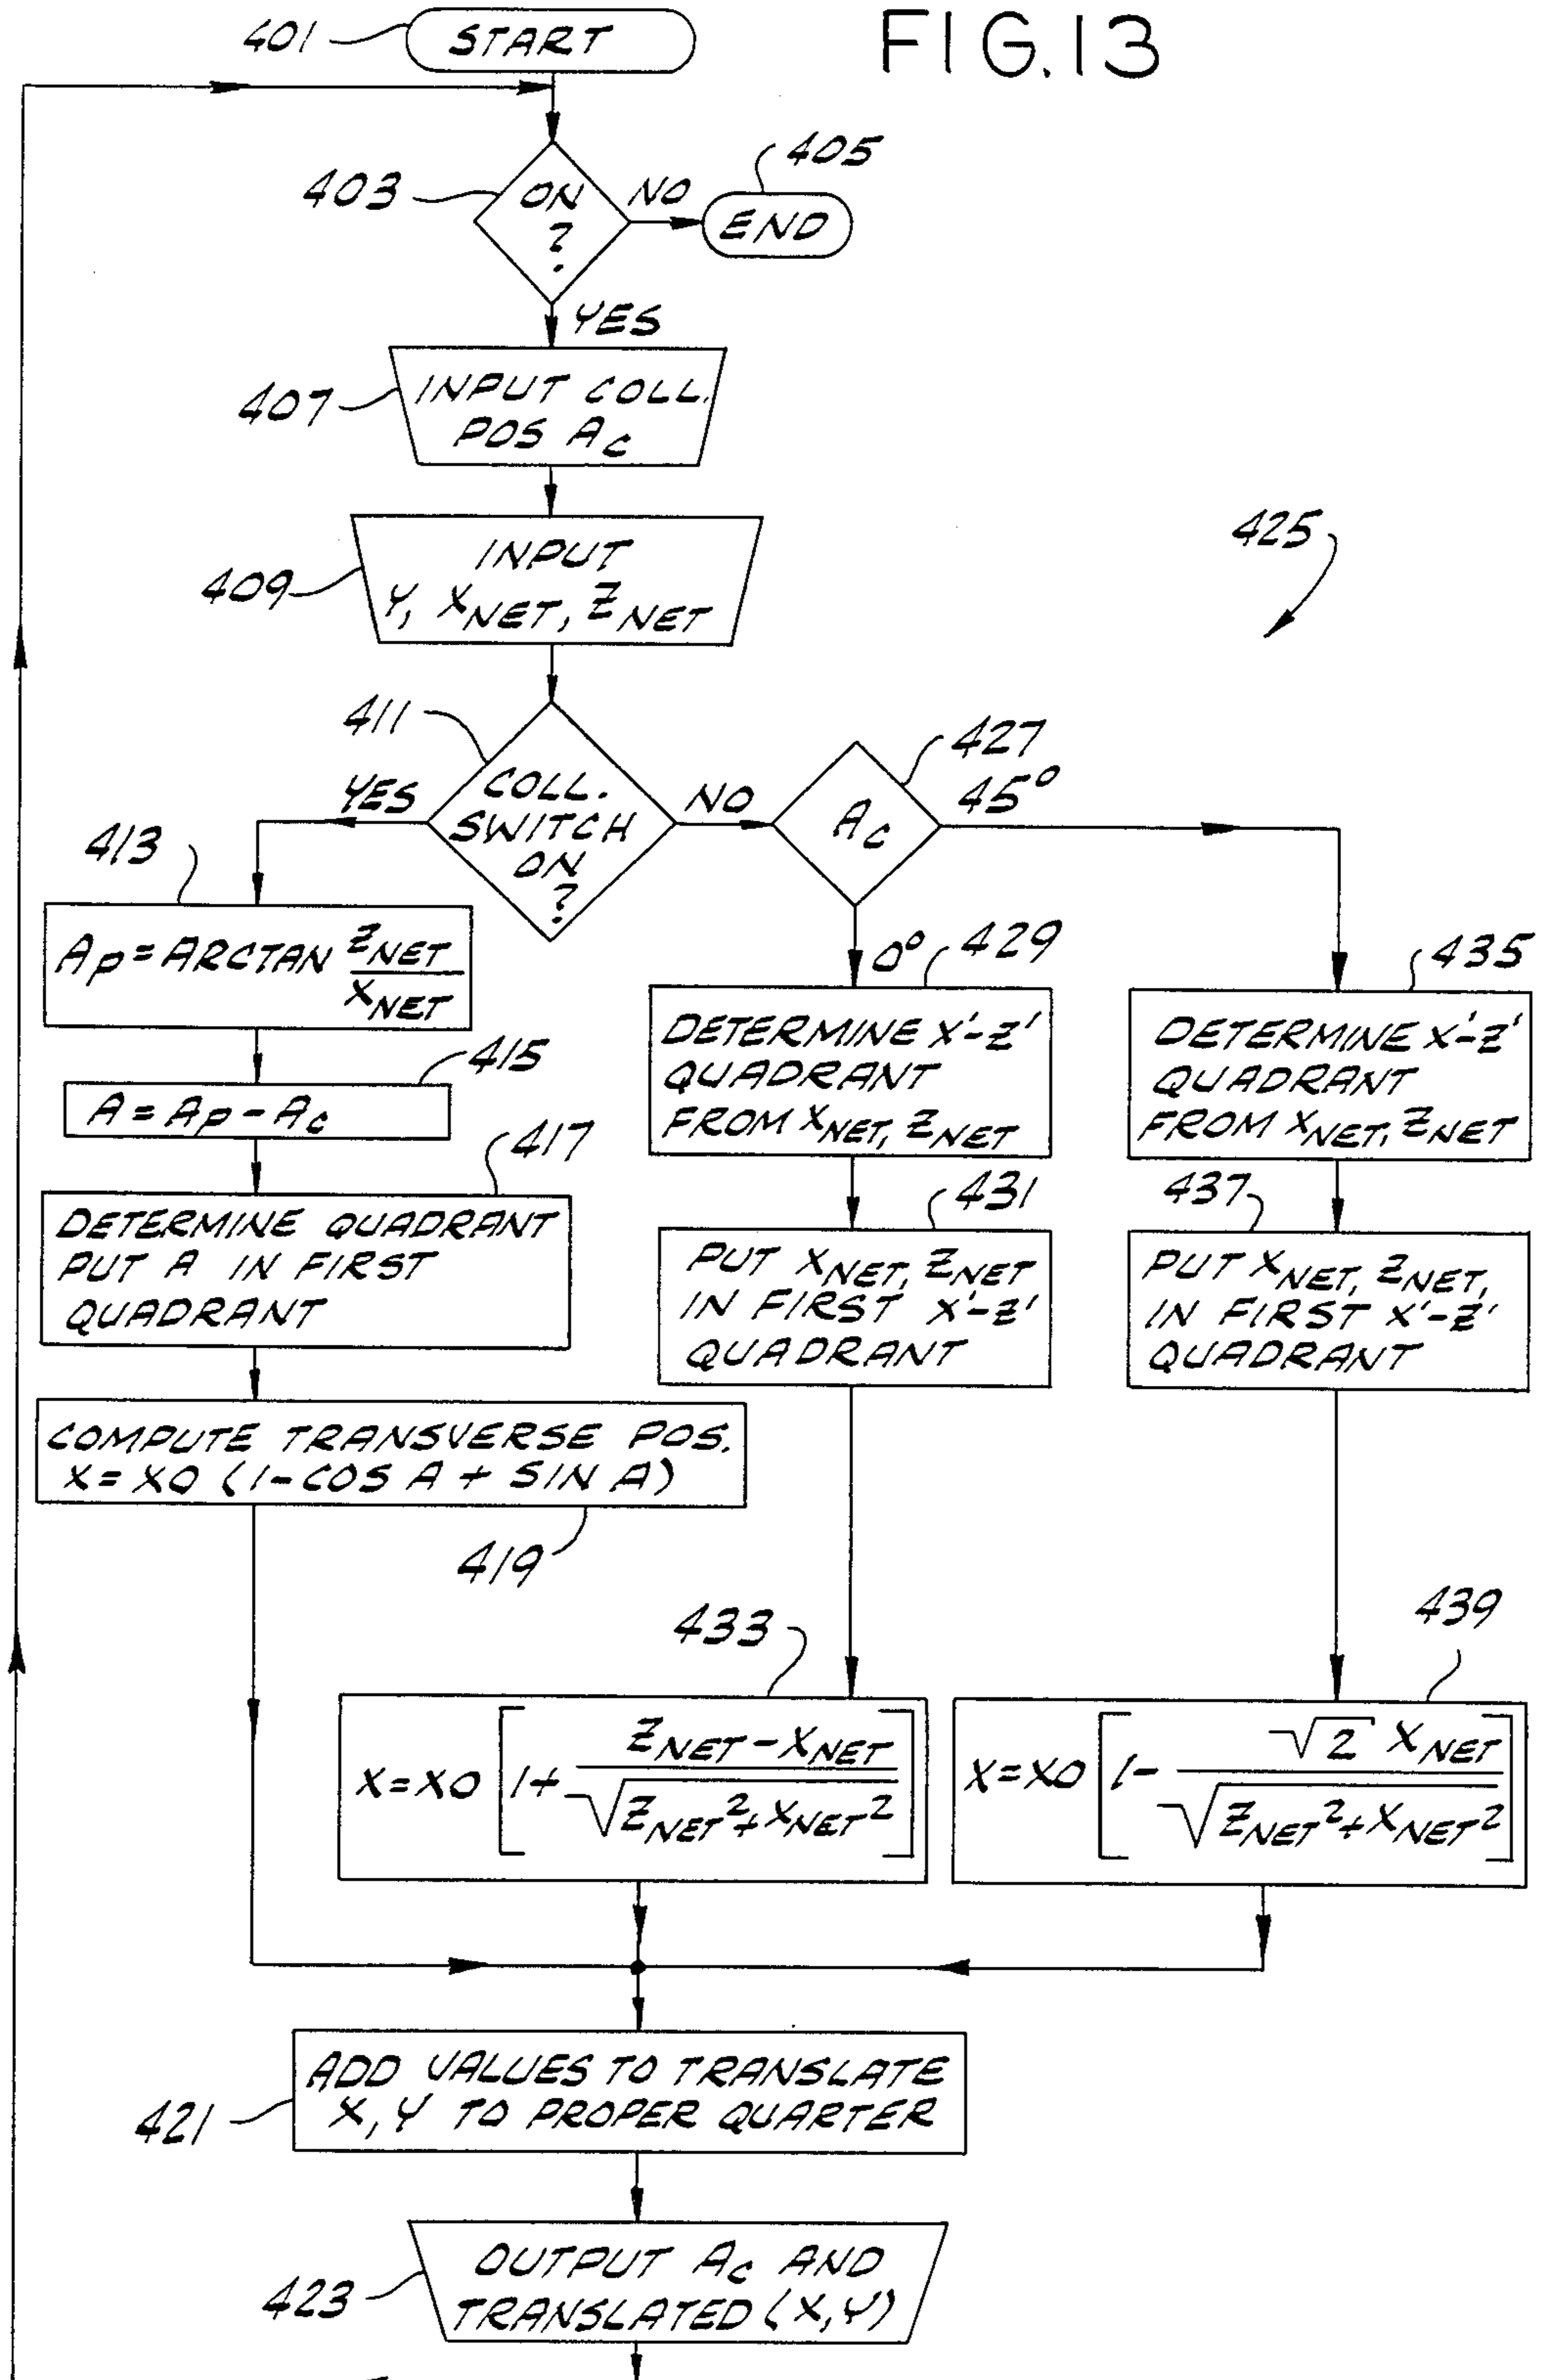 FIG. 13
401
START
403
ON
?
NO
405
END
YES
407
INPUT COLL.
POS A_C
409
INPUT
Y, X_NET, Z_NET
425
411
COLL.
SWITCH
ON
?
YES
NO
427
A_C
45°
0°
413
A_P = ARCTAN Z_NET
X_NET
415
A = A_P - A_C
417
DETERMINE QUADRANT
PUT A IN FIRST
QUADRANT
COMPUTE TRANSVERSE POS.
X = XO (1 - COS A + SIN A)
419
429
DETERMINE X'-Z'
QUADRANT
FROM X_NET, Z_NET
431
PUT X_NET, Z_NET
IN FIRST X'-Z'
QUADRANT
433
X = XO [1 + (Z_NET - X_NET) / √(Z_NET² + X_NET²)]
435
DETERMINE X'-Z'
QUADRANT
FROM X_NET, Z_NET
437
PUT X_NET, Z_NET,
IN FIRST X'-Z'
QUADRANT
439
X = XO [1 - √2 X_NET / √(Z_NET² + X_NET²)]
421
ADD VALUES TO TRANSLATE
X, Y TO PROPER QUARTER
423
OUTPUT A_C AND
TRANSLATED (X, Y)